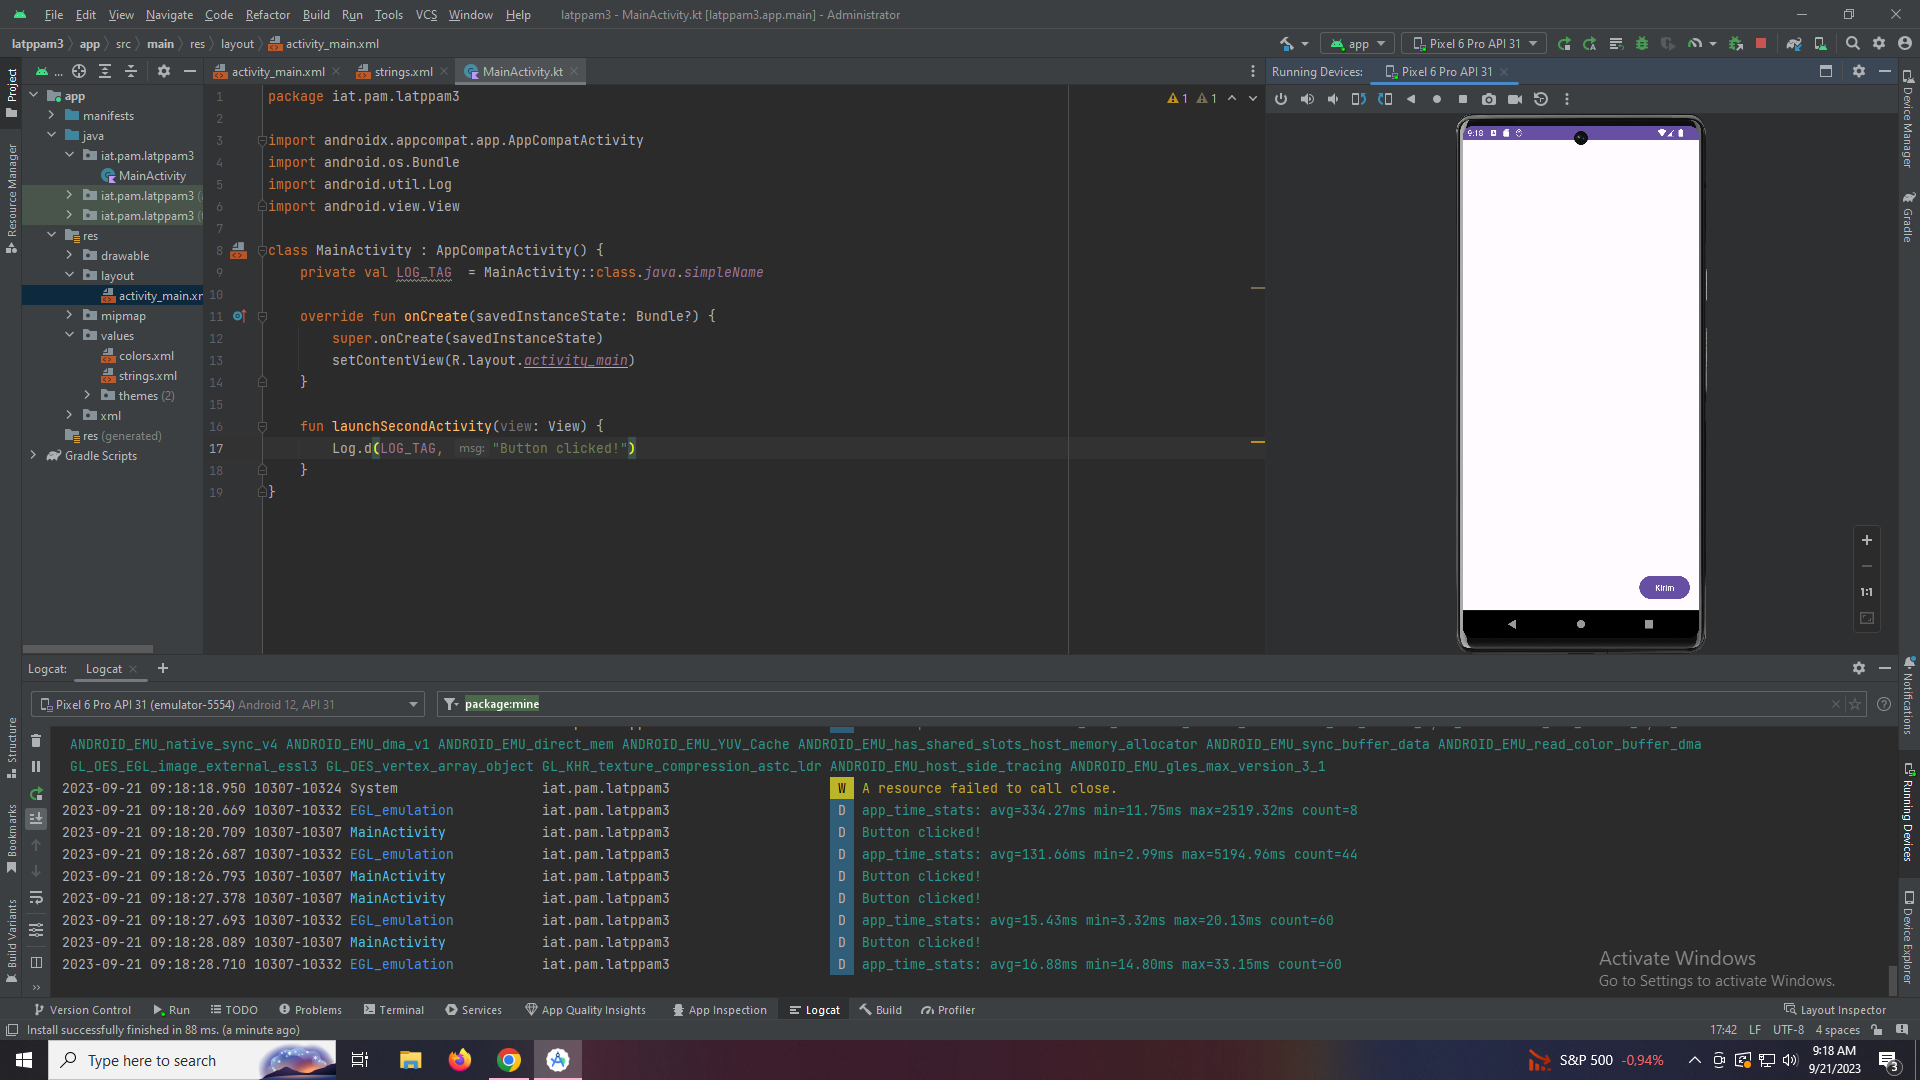 File Edit View Navigate Code Refactor Build Run Tools VCS Window Help latppam3 - MainActivity.kt [latppam3.app.main] - Administrator
latppam3 app src main res layout activity_main.xml
app Pixel 6 Pro API 31
Project
Resource Manager
...
app
manifests
java
iat.pam.latppam3
MainActivity
iat.pam.latppam3
iat.pam.latppam3
res
drawable
layout
activity_main.xml
mipmap
values
colors.xml
strings.xml
themes (2)
xml
res (generated)
Gradle Scripts
activity_main.xml strings.xml MainActivity.kt
1 1
1 package iat.pam.latppam3
2
3 import androidx.appcompat.app.AppCompatActivity
4 import android.os.Bundle
5 import android.util.Log
6 import android.view.View
7
8 class MainActivity : AppCompatActivity() {
9 private val LOG_TAG = MainActivity::class.java.simpleName
10
11 override fun onCreate(savedInstanceState: Bundle?) {
12 super.onCreate(savedInstanceState)
13 setContentView(R.layout.activity_main)
14 }
15
16 fun launchSecondActivity(view: View) {
17 Log.d(LOG_TAG, msg: "Button clicked!")
18 }
19 }
Running Devices: Pixel 6 Pro API 31
9:18
Kirim
1:1
Device Manager
Gradle
Notifications
Running Devices
Device Explorer
Structure
Bookmarks
Build Variants
Logcat: Logcat
Pixel 6 Pro API 31 (emulator-5554) Android 12, API 31
package:mine
ANDROID_EMU_native_sync_v4 ANDROID_EMU_dma_v1 ANDROID_EMU_direct_mem ANDROID_EMU_YUV_Cache ANDROID_EMU_has_shared_slots_host_memory_allocator ANDROID_EMU_sync_buffer_data ANDROID_EMU_read_color_buffer_dma
GL_OES_EGL_image_external_essl3 GL_OES_vertex_array_object GL_KHR_texture_compression_astc_ldr ANDROID_EMU_host_side_tracing ANDROID_EMU_gles_max_version_3_1
2023-09-21 09:18:18.950 10307-10324 System iat.pam.latppam3 W A resource failed to call close.
2023-09-21 09:18:20.669 10307-10332 EGL_emulation iat.pam.latppam3 D app_time_stats: avg=334.27ms min=11.75ms max=2519.32ms count=8
2023-09-21 09:18:20.709 10307-10307 MainActivity iat.pam.latppam3 D Button clicked!
2023-09-21 09:18:26.687 10307-10332 EGL_emulation iat.pam.latppam3 D app_time_stats: avg=131.66ms min=2.99ms max=5194.96ms count=44
2023-09-21 09:18:26.793 10307-10307 MainActivity iat.pam.latppam3 D Button clicked!
2023-09-21 09:18:27.378 10307-10307 MainActivity iat.pam.latppam3 D Button clicked!
2023-09-21 09:18:27.693 10307-10332 EGL_emulation iat.pam.latppam3 D app_time_stats: avg=15.43ms min=3.32ms max=20.13ms count=60
2023-09-21 09:18:28.089 10307-10307 MainActivity iat.pam.latppam3 D Button clicked!
2023-09-21 09:18:28.710 10307-10332 EGL_emulation iat.pam.latppam3 D app_time_stats: avg=16.88ms min=14.80ms max=33.15ms count=60
Activate Windows
Go to Settings to activate Windows.
Version Control Run TODO Problems Terminal Services App Quality Insights App Inspection Logcat Build Profiler Layout Inspector
Install successfully finished in 88 ms. (a minute ago) 17:42 LF UTF-8 4 spaces
Type here to search
S&P 500 -0,94%
9:18 AM
9/21/2023
3